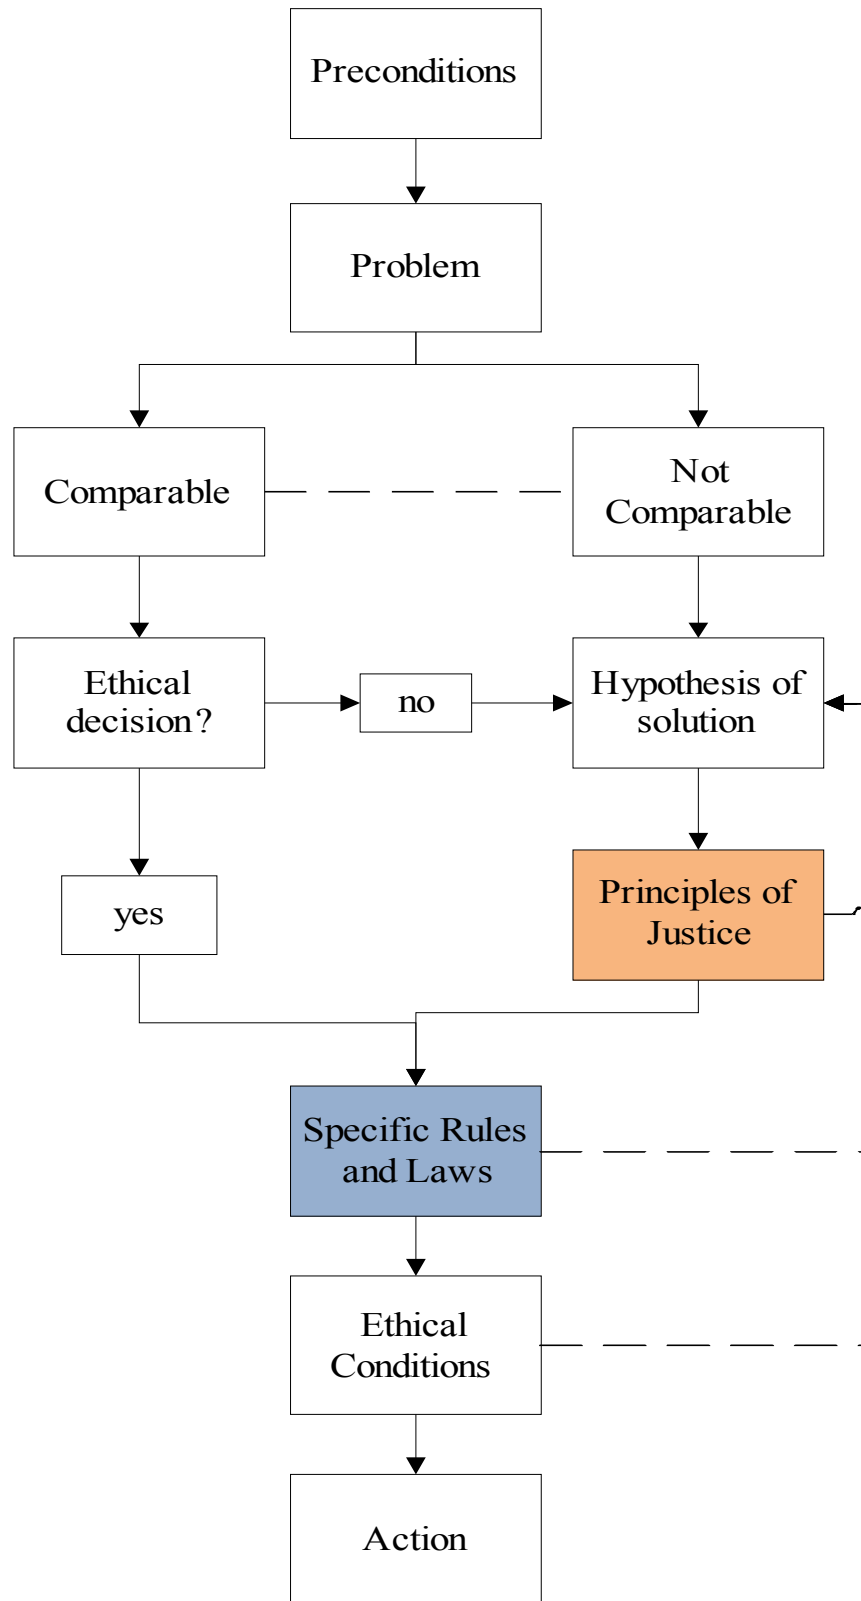 Preconditions
Problem
Comparable
Not
Comparable
Ethical
decision?
no
Hypothesis of
solution
yes
Principles of
Justice
Specific Rules
and Laws
Ethical
Conditions
Action